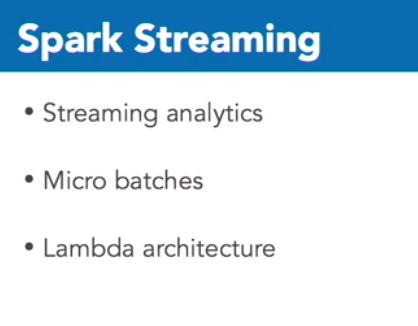 Spark Streaming
• Streaming analytics
• Micro batches
• Lambda architecture